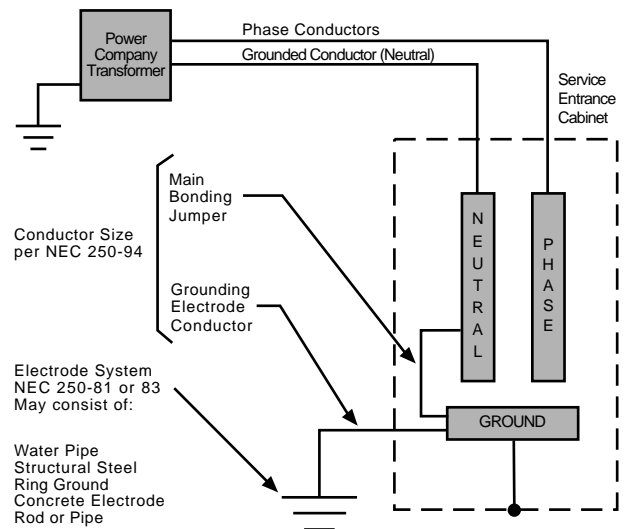 Power
Company
Transformer
Phase Conductors
Grounded Conductor (Neutral)
Service
Entrance
Cabinet
Main
Bonding
Jumper
Conductor Size
per NEC 250-94
Grounding
Electrode
Conductor
NEUTRAL
PHASE
GROUND
Electrode System
NEC 250-81 or 83
May consist of:
Water Pipe
Structural Steel
Ring Ground
Concrete Electrode
Rod or Pipe